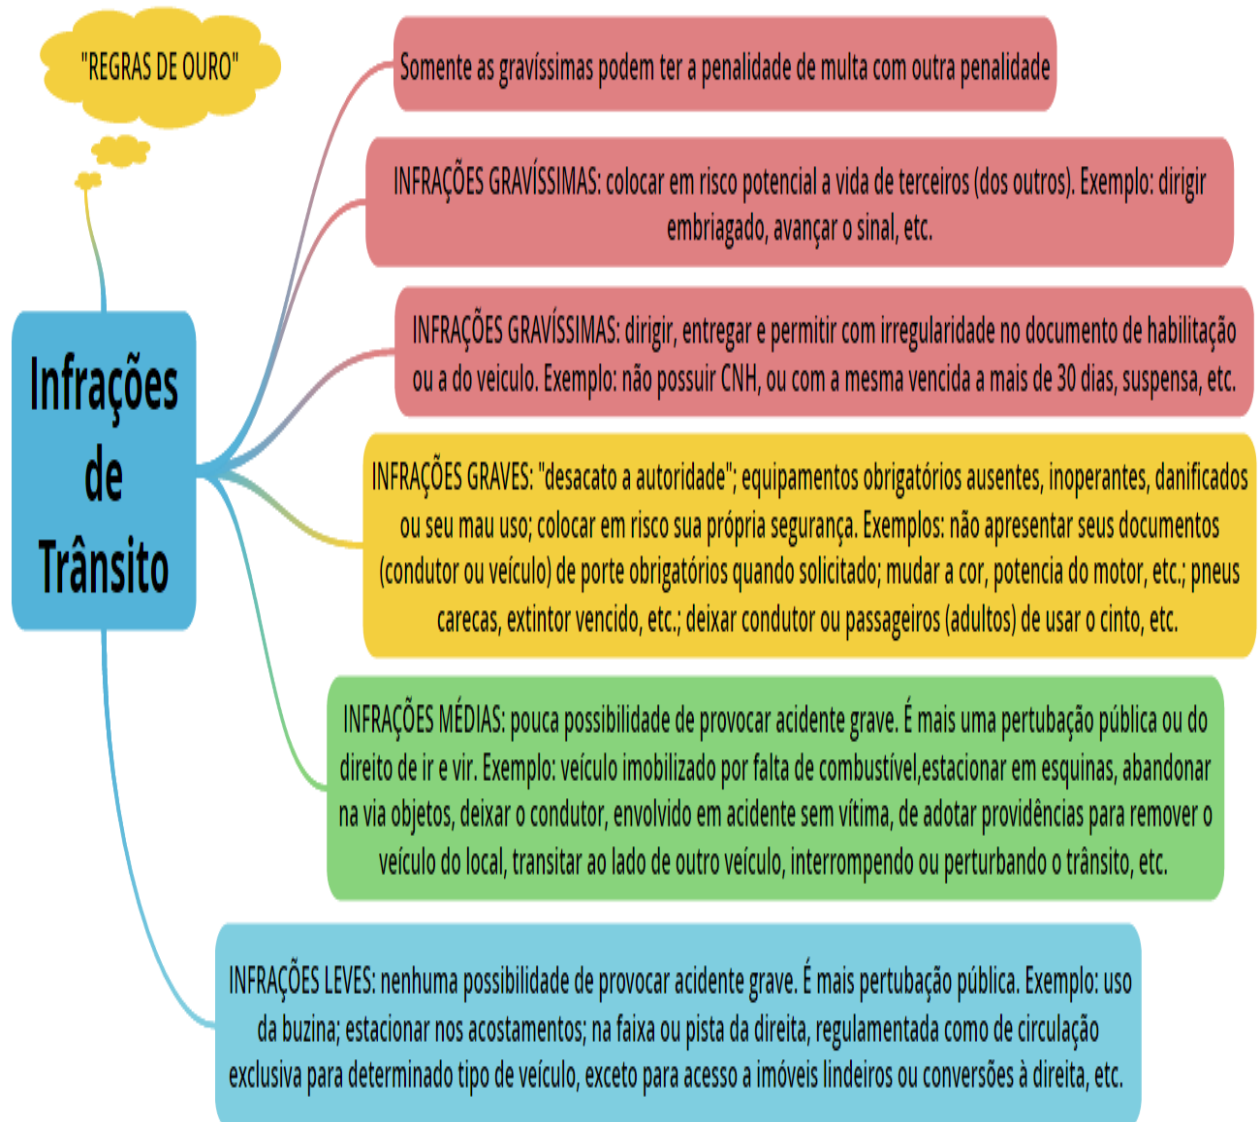 "REGRAS DE OURO"
Somente as gravíssimas podem ter a penalidade de multa com outra penalidade
INFRAÇÕES GRAVÍSSIMAS: colocar em risco potencial a vida de terceiros (dos outros). Exemplo: dirigir
embriagado, avançar o sinal, etc.
INFRAÇÕES GRAVÍSSIMAS: dirigir, entregar e permitir com irregularidade no documento de habilitação
ou a do veiculo. Exemplo: não possuir CNH, ou com a mesma vencida a mais de 30 dias, suspensa, etc.
Infrações
de
Trânsito
INFRAÇÕES GRAVES: "desacato a autoridade"; equipamentos obrigatórios ausentes, inoperantes, danificados
ou seu mau uso; colocar em risco sua própria segurança. Exemplos: não apresentar seus documentos
(condutor ou veículo) de porte obrigatórios quando solicitado; mudar a cor, potencia do motor, etc.; pneus
carecas, extintor vencido, etc.; deixar condutor ou passageiros (adultos) de usar o cinto, etc.
INFRAÇÕES MÉDIAS: pouca possibilidade de provocar acidente grave. É mais uma pertubação pública ou do
direito de ir e vir. Exemplo: veículo imobilizado por falta de combustível,estacionar em esquinas, abandonar
na via objetos, deixar o condutor, envolvido em acidente sem vítima, de adotar providências para remover o
veículo do local, transitar ao lado de outro veículo, interrompendo ou perturbando o trânsito, etc.
INFRAÇÕES LEVES: nenhuma possibilidade de provocar acidente grave. É mais pertubação pública. Exemplo: uso
da buzina; estacionar nos acostamentos; na faixa ou pista da direita, regulamentada como de circulação
exclusiva para determinado tipo de veículo, exceto para acesso a imóveis lindeiros ou conversões à direita, etc.